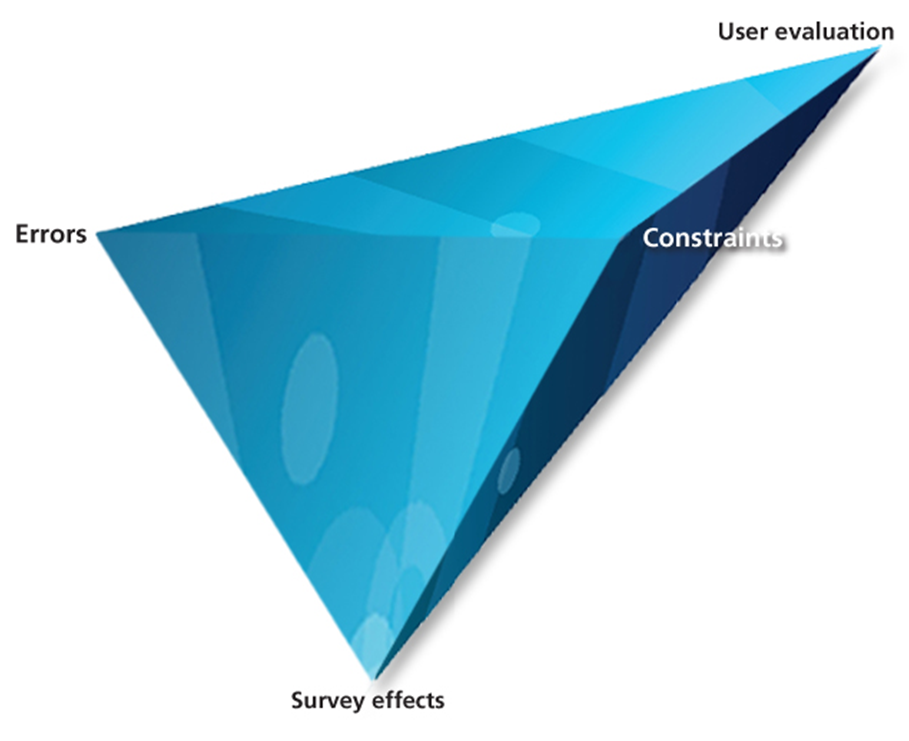 User evaluation
Errors
Constraints
Survey effects